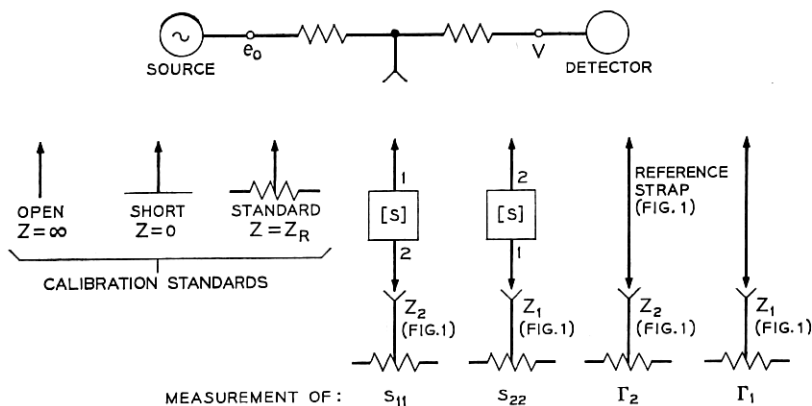 SOURCE
e₀
V
DETECTOR
OPEN
Z=∞
SHORT
Z=0
STANDARD
Z=Z_R
CALIBRATION STANDARDS
1
[S]
2
Z₂
(FIG.1)
2
[S]
1
Z₁
(FIG.1)
REFERENCE
STRAP
(FIG. 1)
Z₂
(FIG.1)
Z₁
(FIG.1)
MEASUREMENT OF: S₁₁ S₂₂ Γ₂ Γ₁